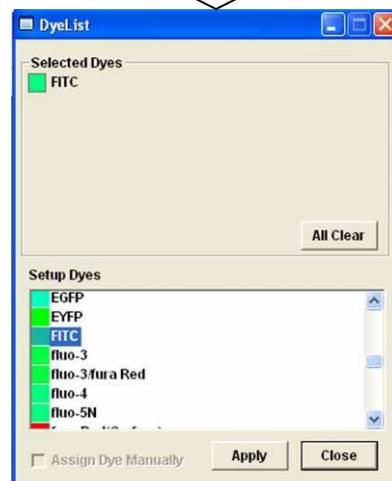 DyeList
Selected Dyes
FITC
All Clear
Setup Dyes
EGFP
EYFP
FITC
fluo-3
fluo-3/fura Red
fluo-4
fluo-5N
Assign Dye Manually
Apply
Close